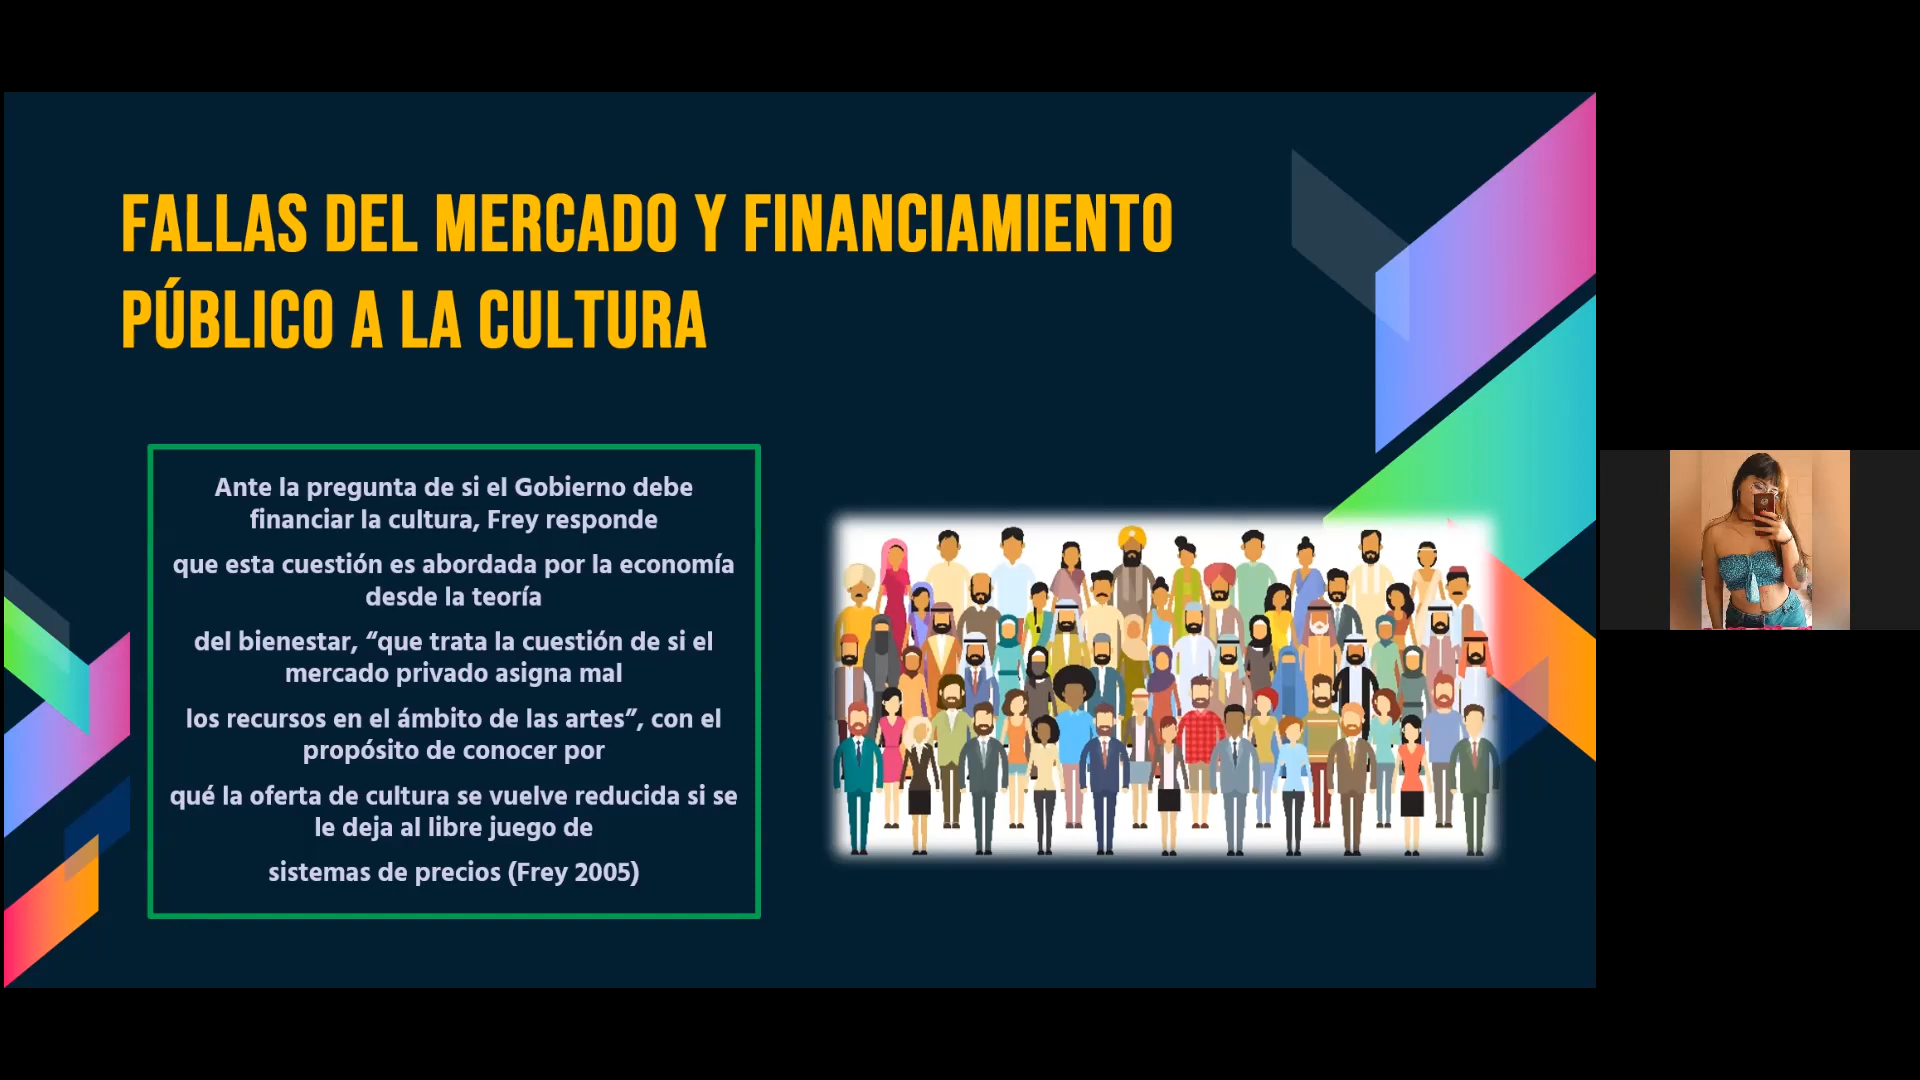 FALLAS DEL MERCADO Y FINANCIAMIENTO
PÚBLICO A LA CULTURA
Ante la pregunta de si el Gobierno debe
financiar la cultura, Frey responde
que esta cuestión es abordada por la economía
desde la teoría
del bienestar, “que trata la cuestión de si el
mercado privado asigna mal
los recursos en el ámbito de las artes”, con el
propósito de conocer por
qué la oferta de cultura se vuelve reducida si se
le deja al libre juego de
sistemas de precios (Frey 2005)